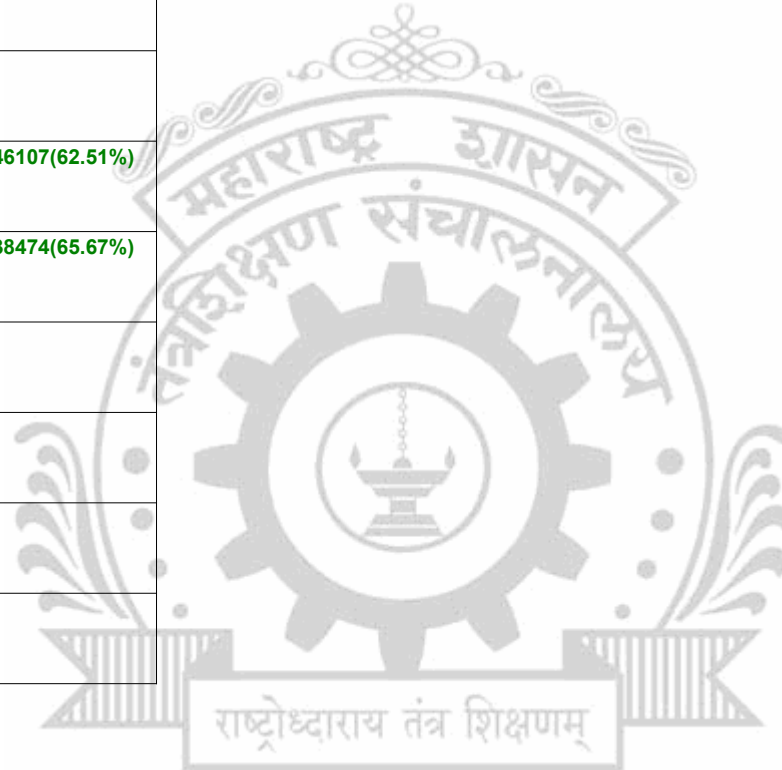 महाराष्ट्र शासन
46107(62.51%)
तंत्रशिक्षण संचालनालय
38474(65.67%)
राष्ट्रोध्दाराय तंत्र शिक्षणम्